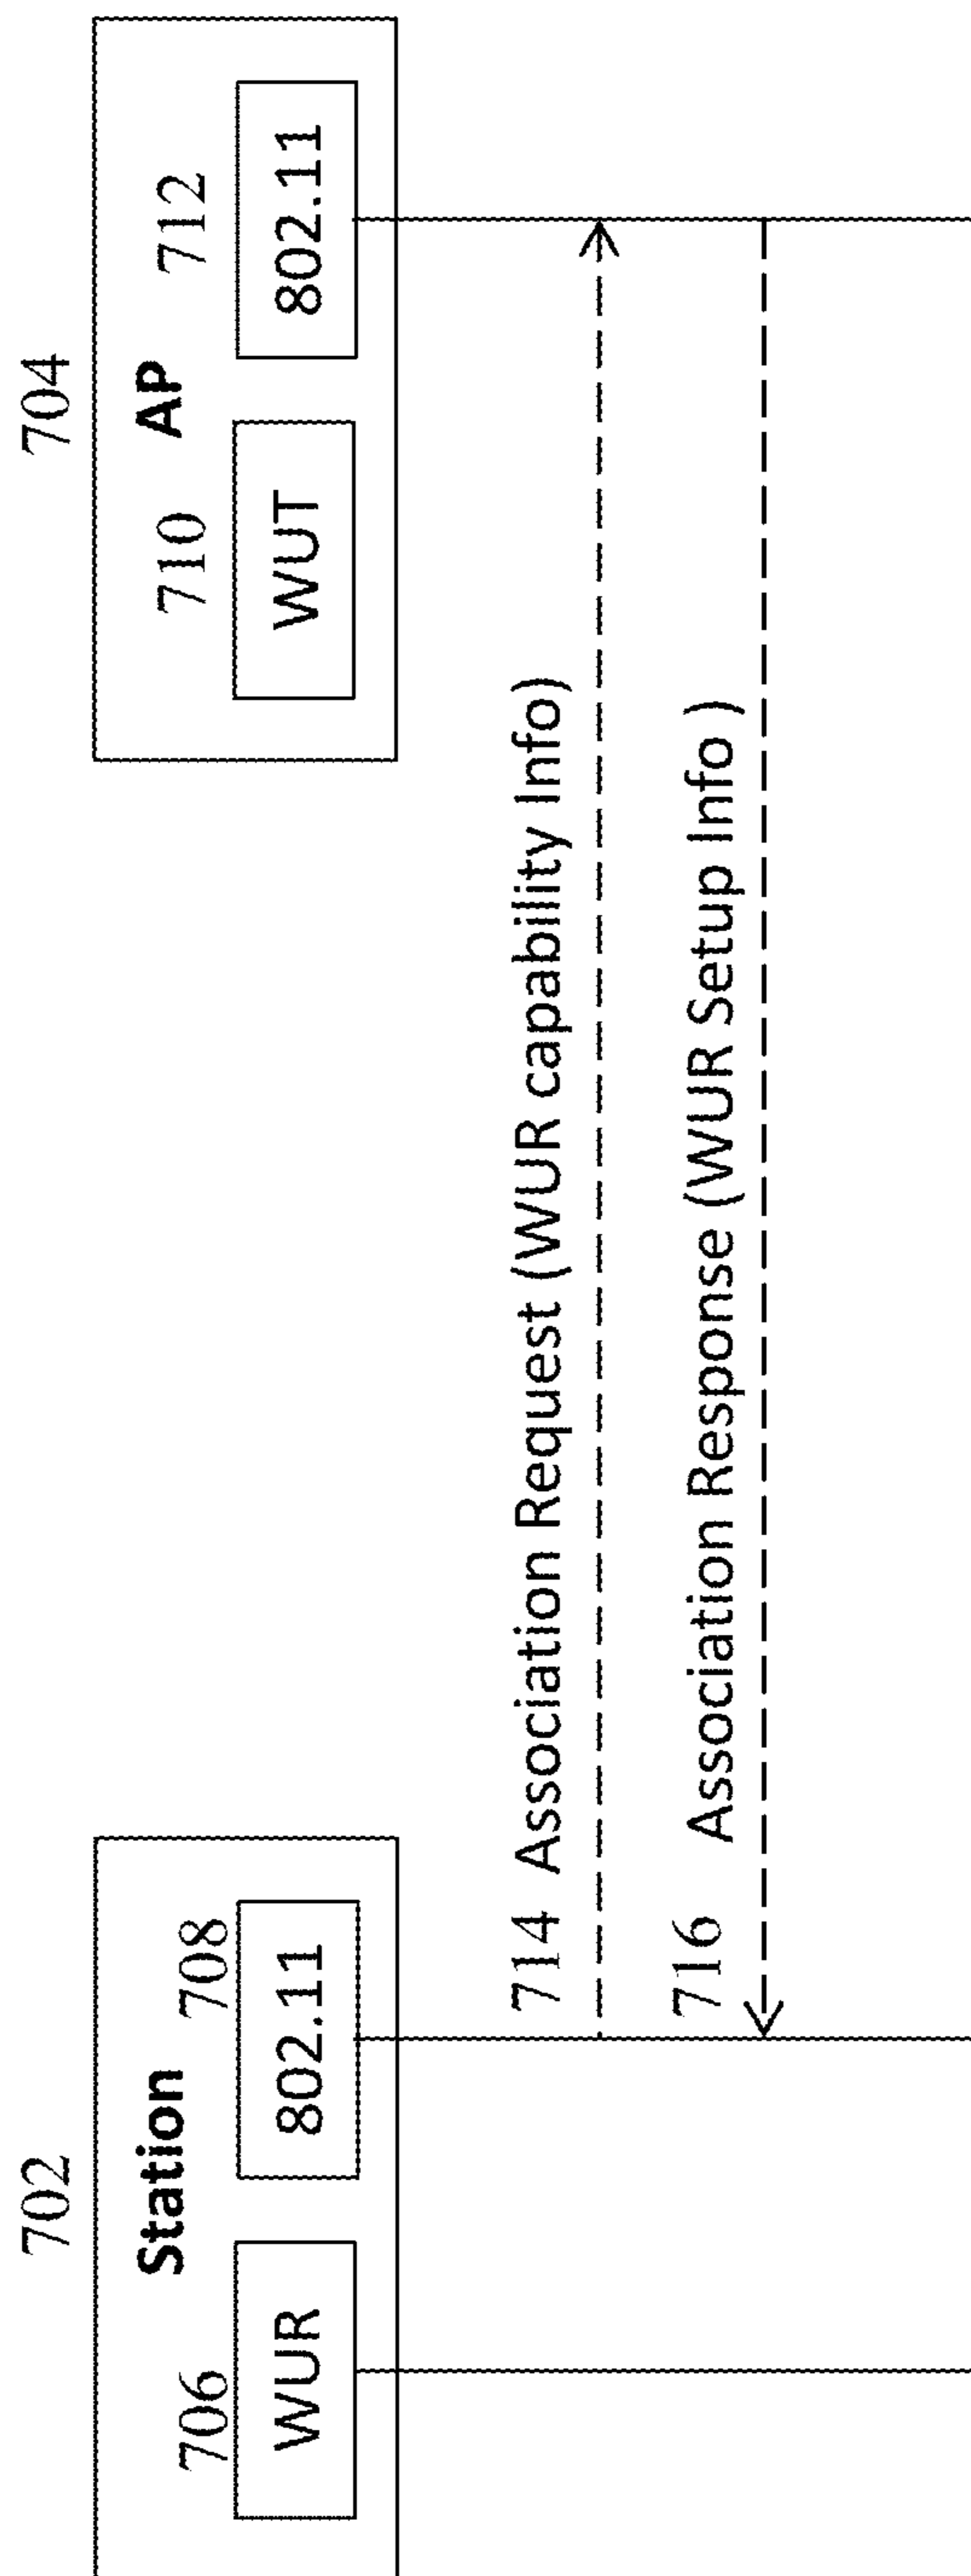 702
704
Station
AP
706
708
710
712
WUR
802.11
WUT
802.11
714 Association Request (WUR capability Info)
716 Association Response (WUR Setup Info )